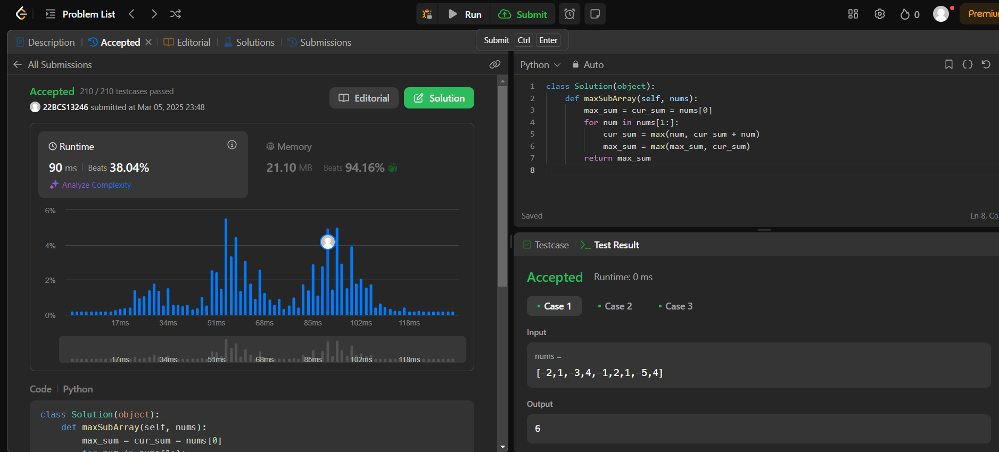 Problem List
Run
Submit
0
Premiu
Description
Accepted
Editorial
Solutions
Submissions
Submit Ctrl Enter
All Submissions
Accepted 210 / 210 testcases passed
22BCS13246 submitted at Mar 05, 2025 23:48
Editorial
Solution
Runtime
90 ms | Beats 38.04%
Analyze Complexity
Memory
21.10 MB | Beats 94.16%
6%
4%
2%
0%
17ms 34ms 51ms 68ms 85ms 102ms 118ms
17ms 34ms 51ms 68ms 85ms 102ms 118ms
Code | Python
class Solution(object):
    def maxSubArray(self, nums):
        max_sum = cur_sum = nums[0]
        for num in nums[1:]:
Python
Auto
1 class Solution(object):
2     def maxSubArray(self, nums):
3         max_sum = cur_sum = nums[0]
4         for num in nums[1:]:
5             cur_sum = max(num, cur_sum + num)
6             max_sum = max(max_sum, cur_sum)
7         return max_sum
8
Saved
Ln 8, Co
Testcase
Test Result
Accepted Runtime: 0 ms
Case 1
Case 2
Case 3
Input
nums =
[-2,1,-3,4,-1,2,1,-5,4]
Output
6